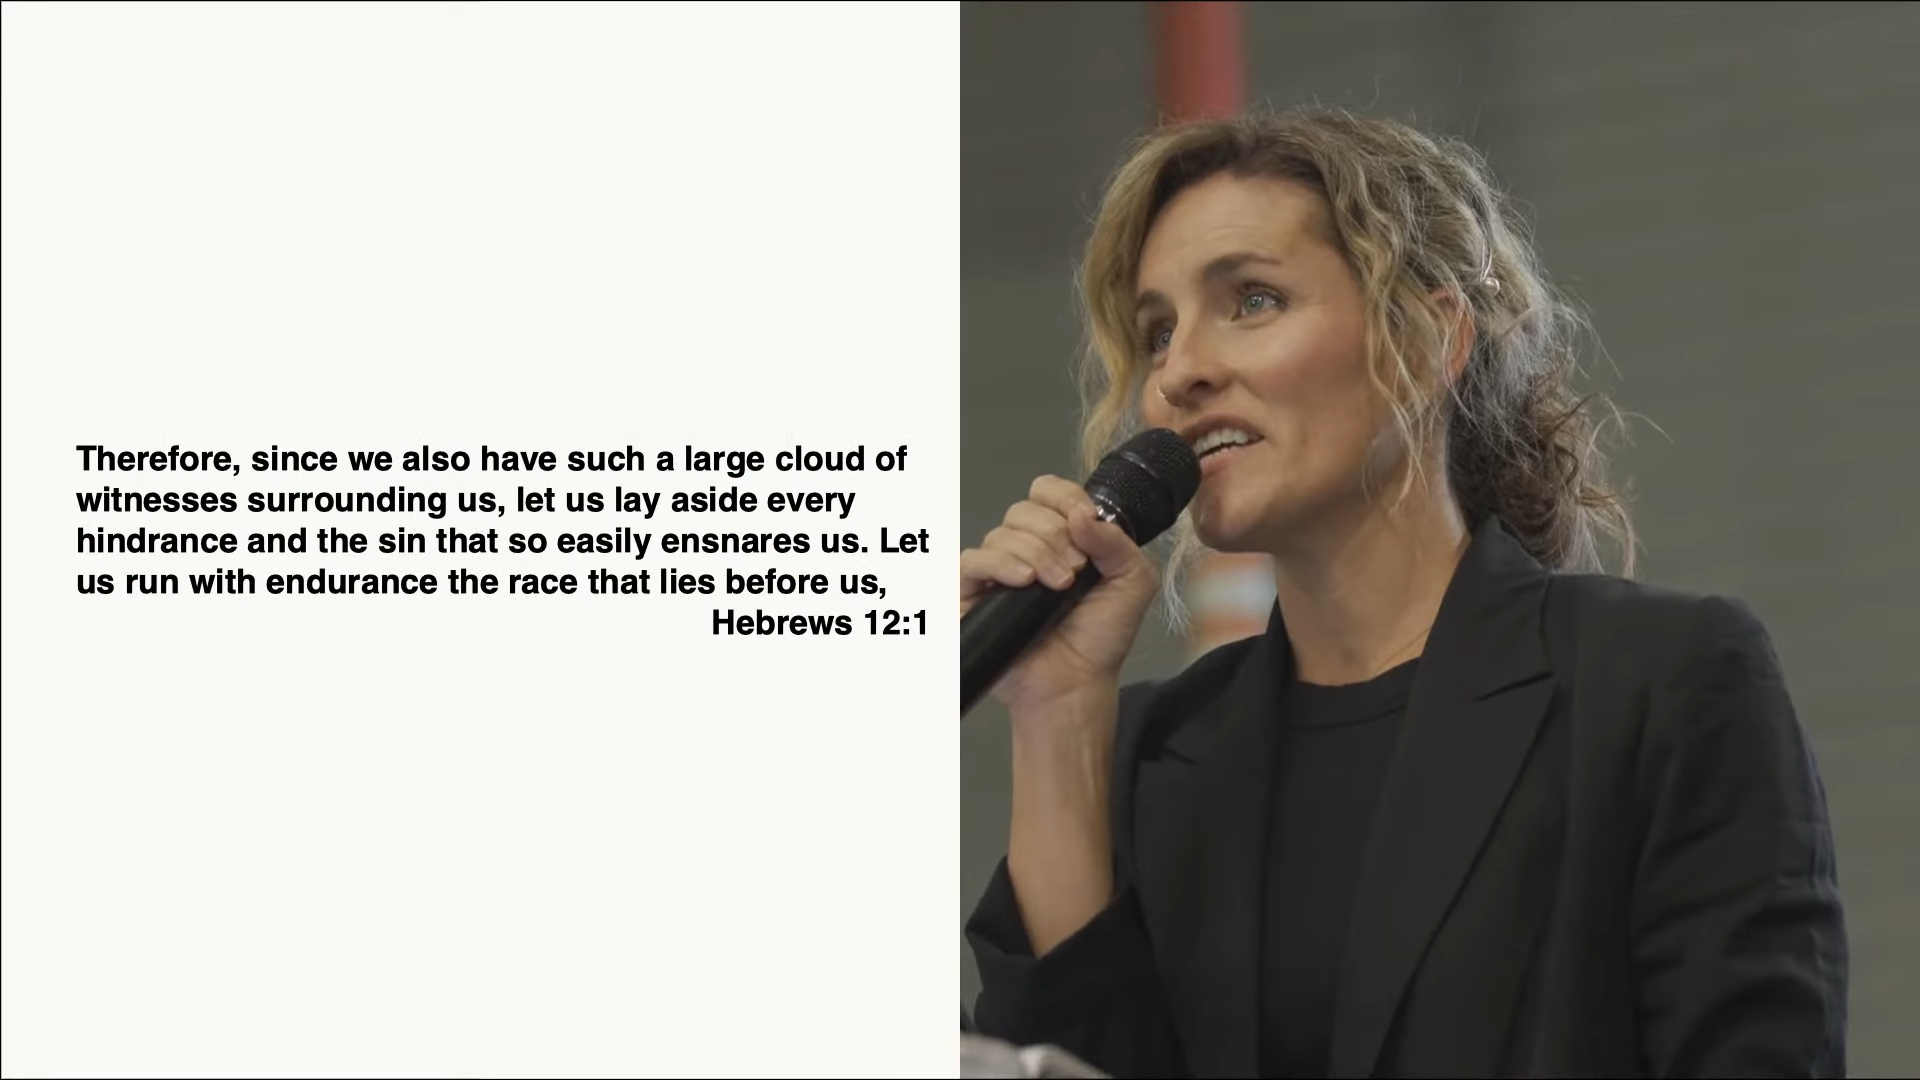 Therefore, since we also have such a large cloud of
witnesses surrounding us, let us lay aside every
hindrance and the sin that so easily ensnares us. Let
us run with endurance the race that lies before us,
Hebrews 12:1